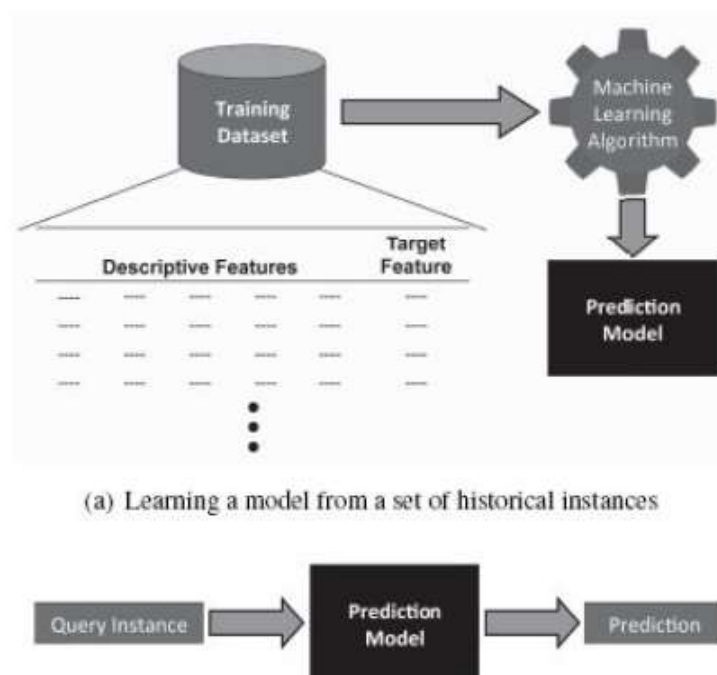 Training
Dataset
Machine
Learning
Algorithm
Descriptive Features
Target
Feature
---- ---- ---- ---- ---- ----
---- ---- ---- ---- ---- ----
---- ---- ---- ---- ---- ----
---- ---- ---- ---- ---- ----
Prediction
Model
(a) Learning a model from a set of historical instances
Query Instance
Prediction
Model
Prediction